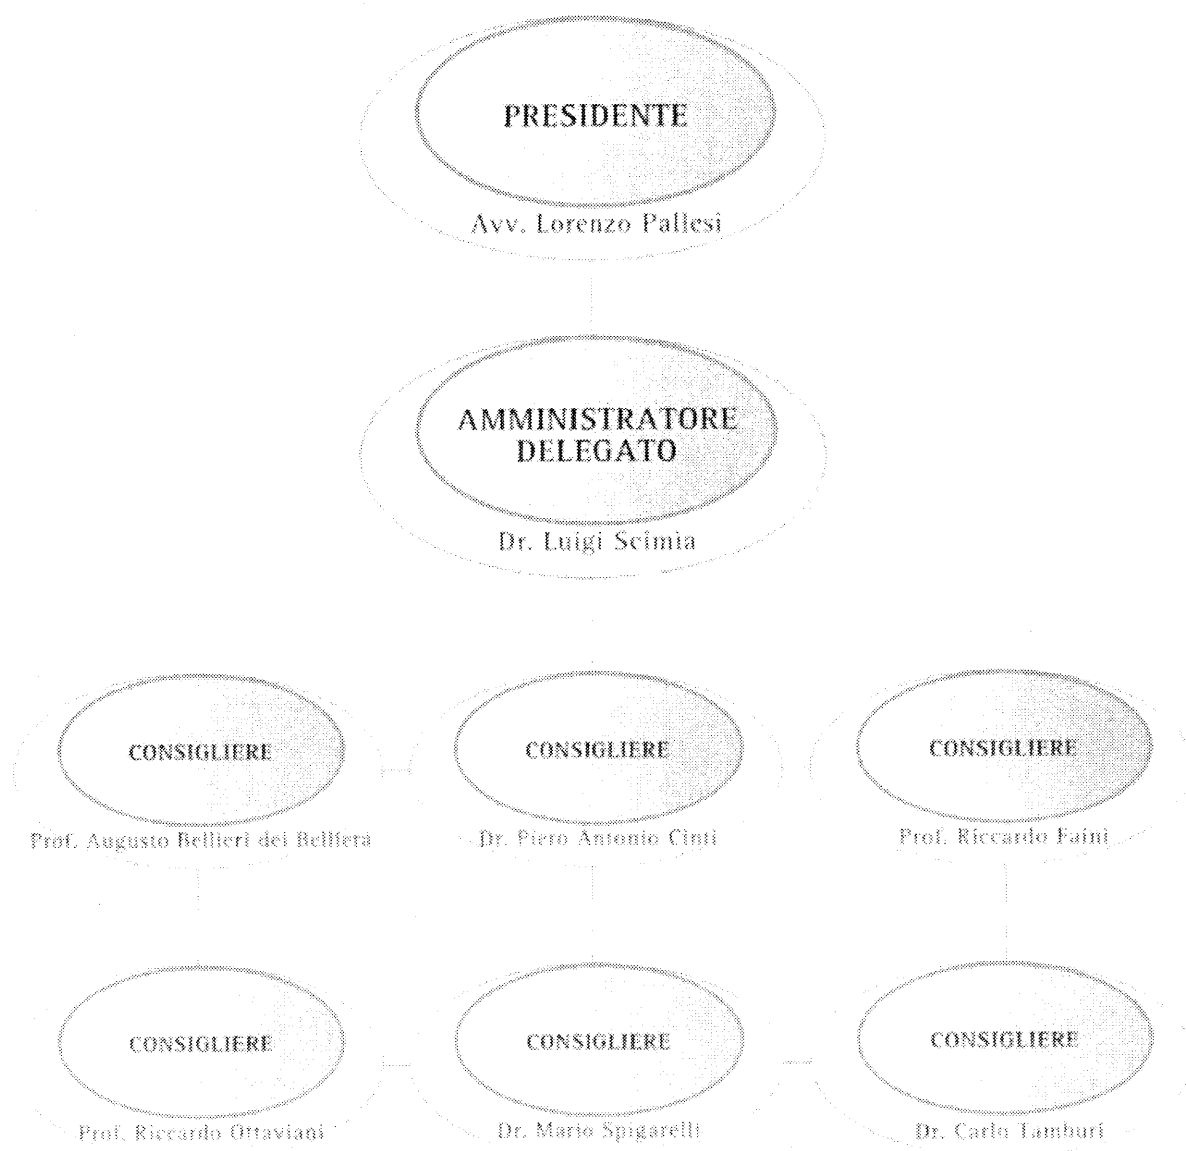 PRESIDENTE
Avv. Lorenzo Pallesi
AMMINISTRATORE
DELEGATO
Dr. Luigi Scimia
CONSIGLIERE
CONSIGLIERE
CONSIGLIERE
Prof. Augusto Bellieri dei Belliera
Dr. Piero Antonio Cinti
Prof. Riccardo Faini
CONSIGLIERE
CONSIGLIERE
CONSIGLIERE
Prof. Riccardo Ottaviani
Dr. Mario Spigarelli
Dr. Carlo Tamburi